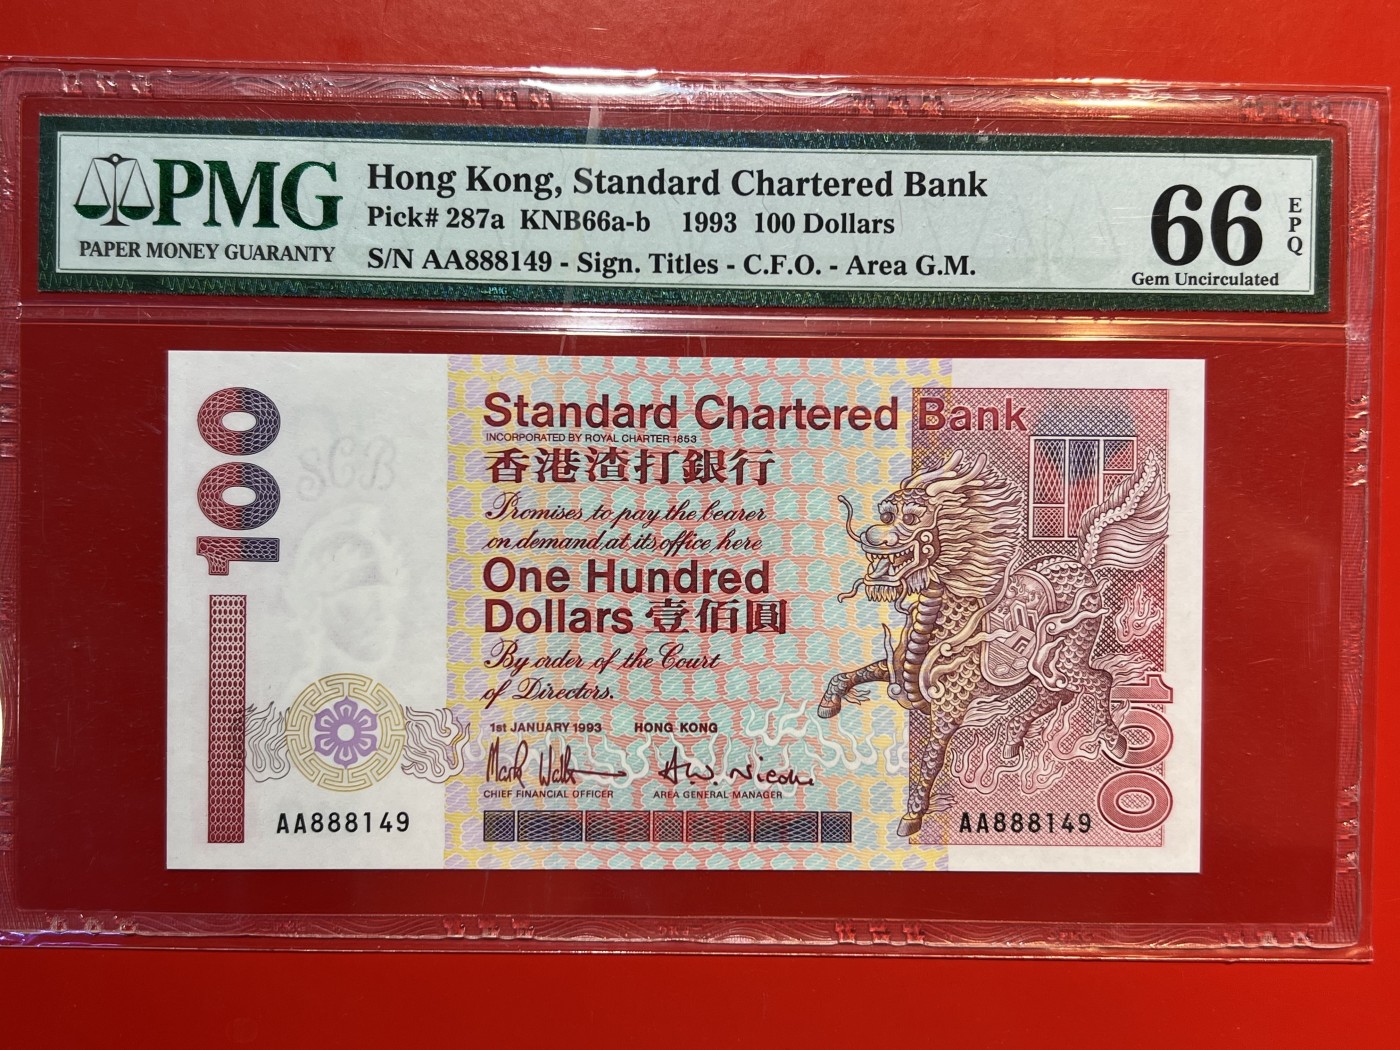 PMG
PAPER MONEY GUARANTY
Hong Kong, Standard Chartered Bank
Pick# 287a KNB66a-b 1993 100 Dollars
S/N AA888149 - Sign. Titles - C.F.O. - Area G.M.
66
EPQ
Gem Uncirculated
PMG
100
SCB
Standard Chartered Bank
INCORPORATED BY ROYAL CHARTER 1853
香港渣打銀行
Promises to pay the bearer
on demand at its office here
One Hundred
Dollars 壹佰圓
By order of the Court
of Directors.
1st JANUARY 1993 HONG KONG
Mark Walt
A W. Nicoll
CHIEF FINANCIAL OFFICER AREA GENERAL MANAGER
AA888149
AA888149
100